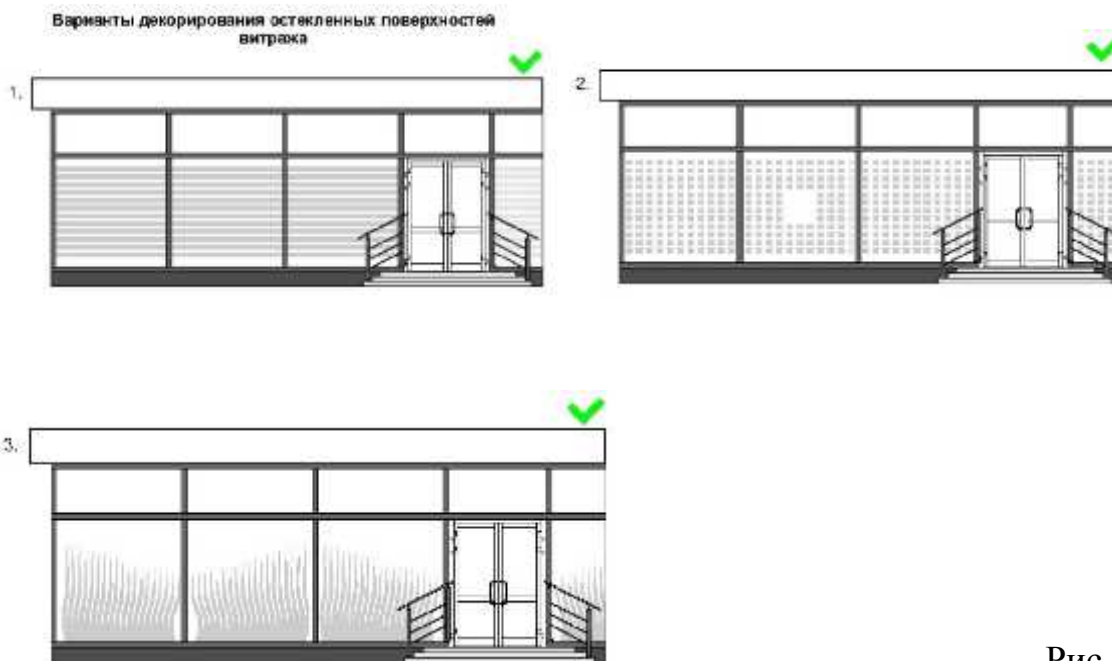 Варианты декорирования остекленных поверхностей
витража
1.
2.
3.
Рис